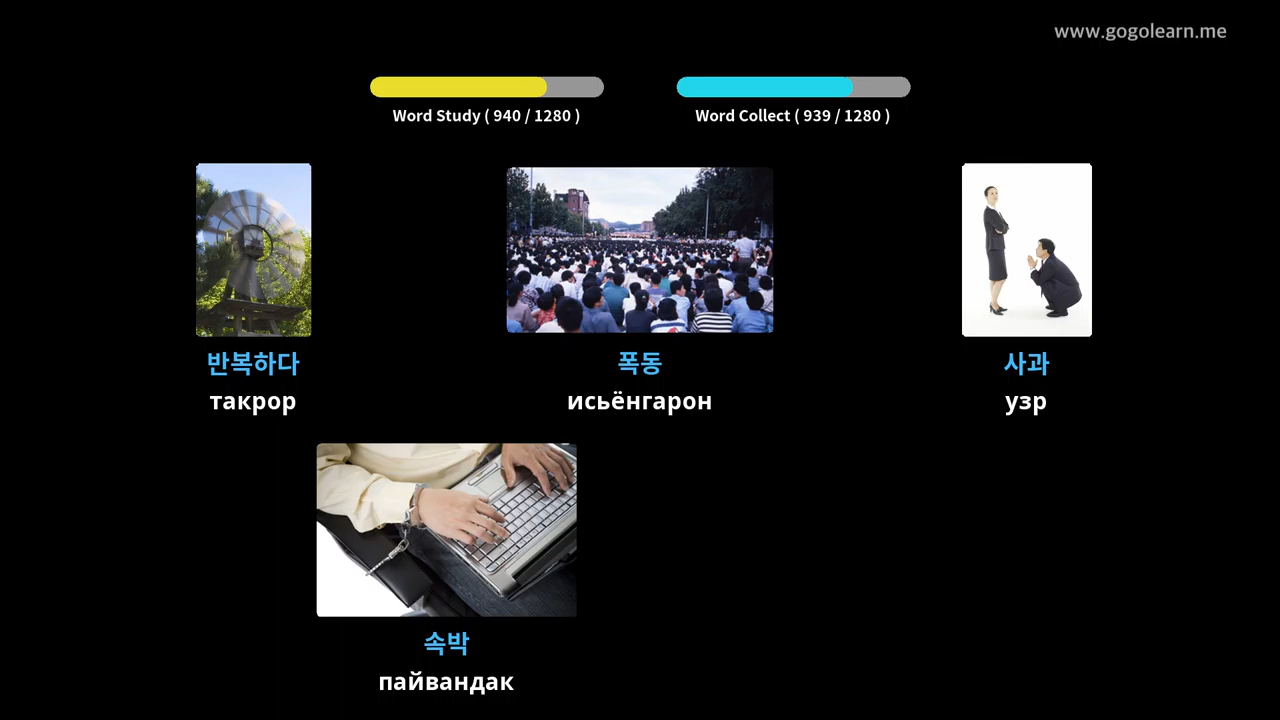 www.gogolearn.me
Word Study ( 940 / 1280 )
Word Collect ( 939 / 1280 )
반복하다
такрор
폭동
исьёнгарон
사과
узр
속박
пайвандак